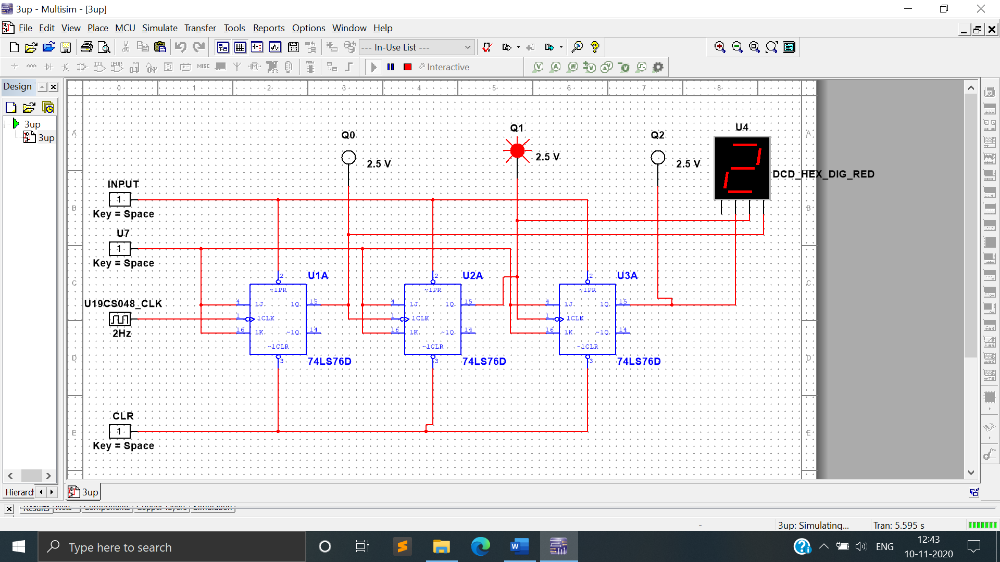 3up - Multisim - [3up]
File Edit View Place MCU Simulate Transfer Tools Reports Options Window Help
--- In-Use List ---
MISC Interactive
Design
0 1 2 3 4 5 6 7 8
3up
3up
A A
B B
C C
D D
E E
Q0
2.5 V
Q1
2.5 V
Q2
2.5 V
U4
2
DCD_HEX_DIG_RED
INPUT
1
Key = Space
U7
1
Key = Space
U19CS048_CLK
2Hz
U1A
2
~1PR
4 1J 1Q 15
1 1CLK
16 1K ~1Q 14
~1CLR
3
74LS76D
U2A
2
~1PR
4 1J 1Q 15
1 1CLK
16 1K ~1Q 14
~1CLR
3
74LS76D
U3A
2
~1PR
4 1J 1Q 15
1 1CLK
16 1K ~1Q 14
~1CLR
3
74LS76D
CLR
1
Key = Space
Hierarch
3up
Results Nets Components Copper layers Simulation
- 3up: Simulating... Tran: 5.595 s
Type here to search
ENG
12:43
10-11-2020